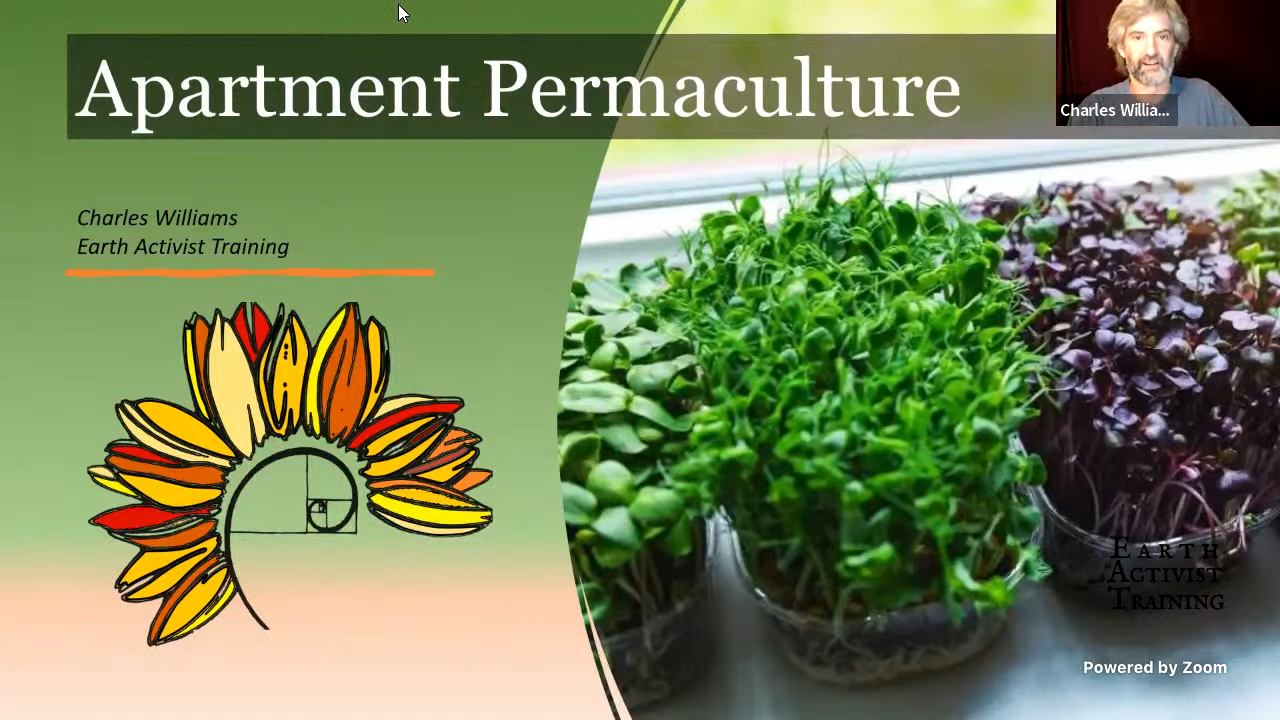 Apartment Permaculture
Charles Willia...
Charles Williams
Earth Activist Training
EARTH
ACTIVIST
TRAINING
Powered by Zoom